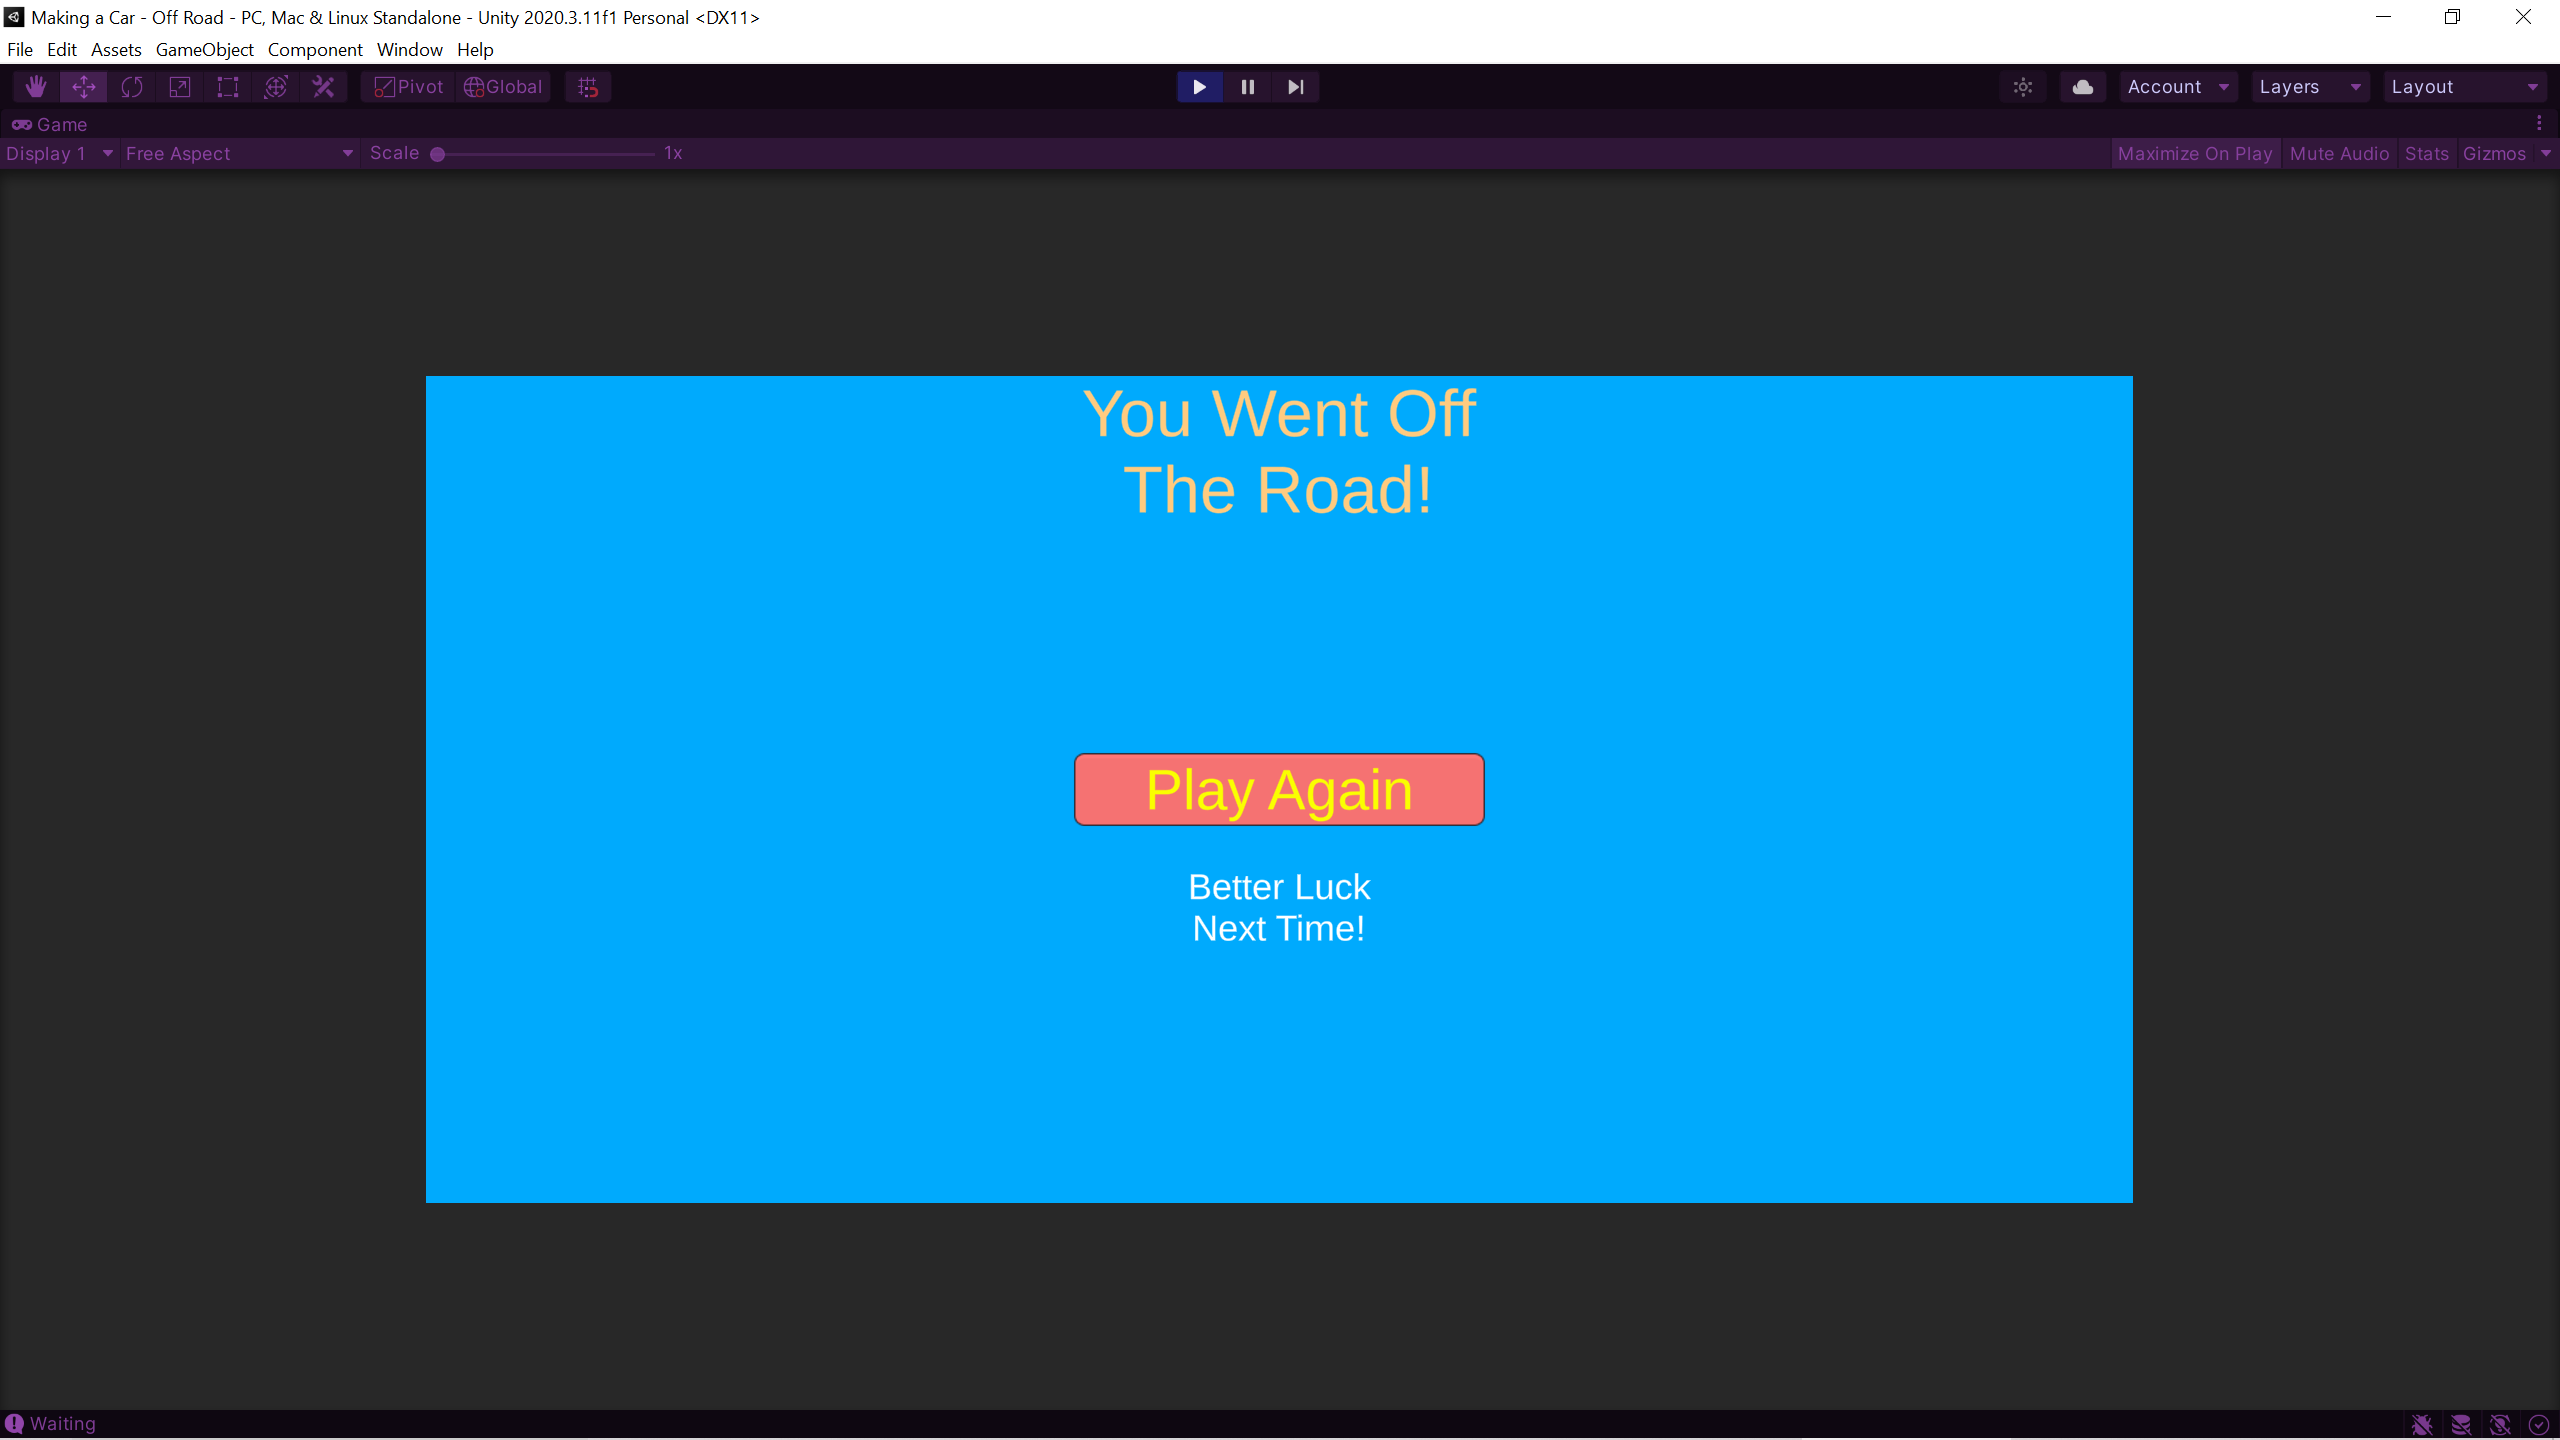 Making a Car - Off Road - PC, Mac & Linux Standalone - Unity 2020.3.11f1 Personal <DX11>
File Edit Assets GameObject Component Window Help
Pivot Global Account Layers Layout
Game
Display 1 Free Aspect Scale 1x Maximize On Play Mute Audio Stats Gizmos
You Went Off
The Road!
Play Again
Better Luck
Next Time!
Waiting